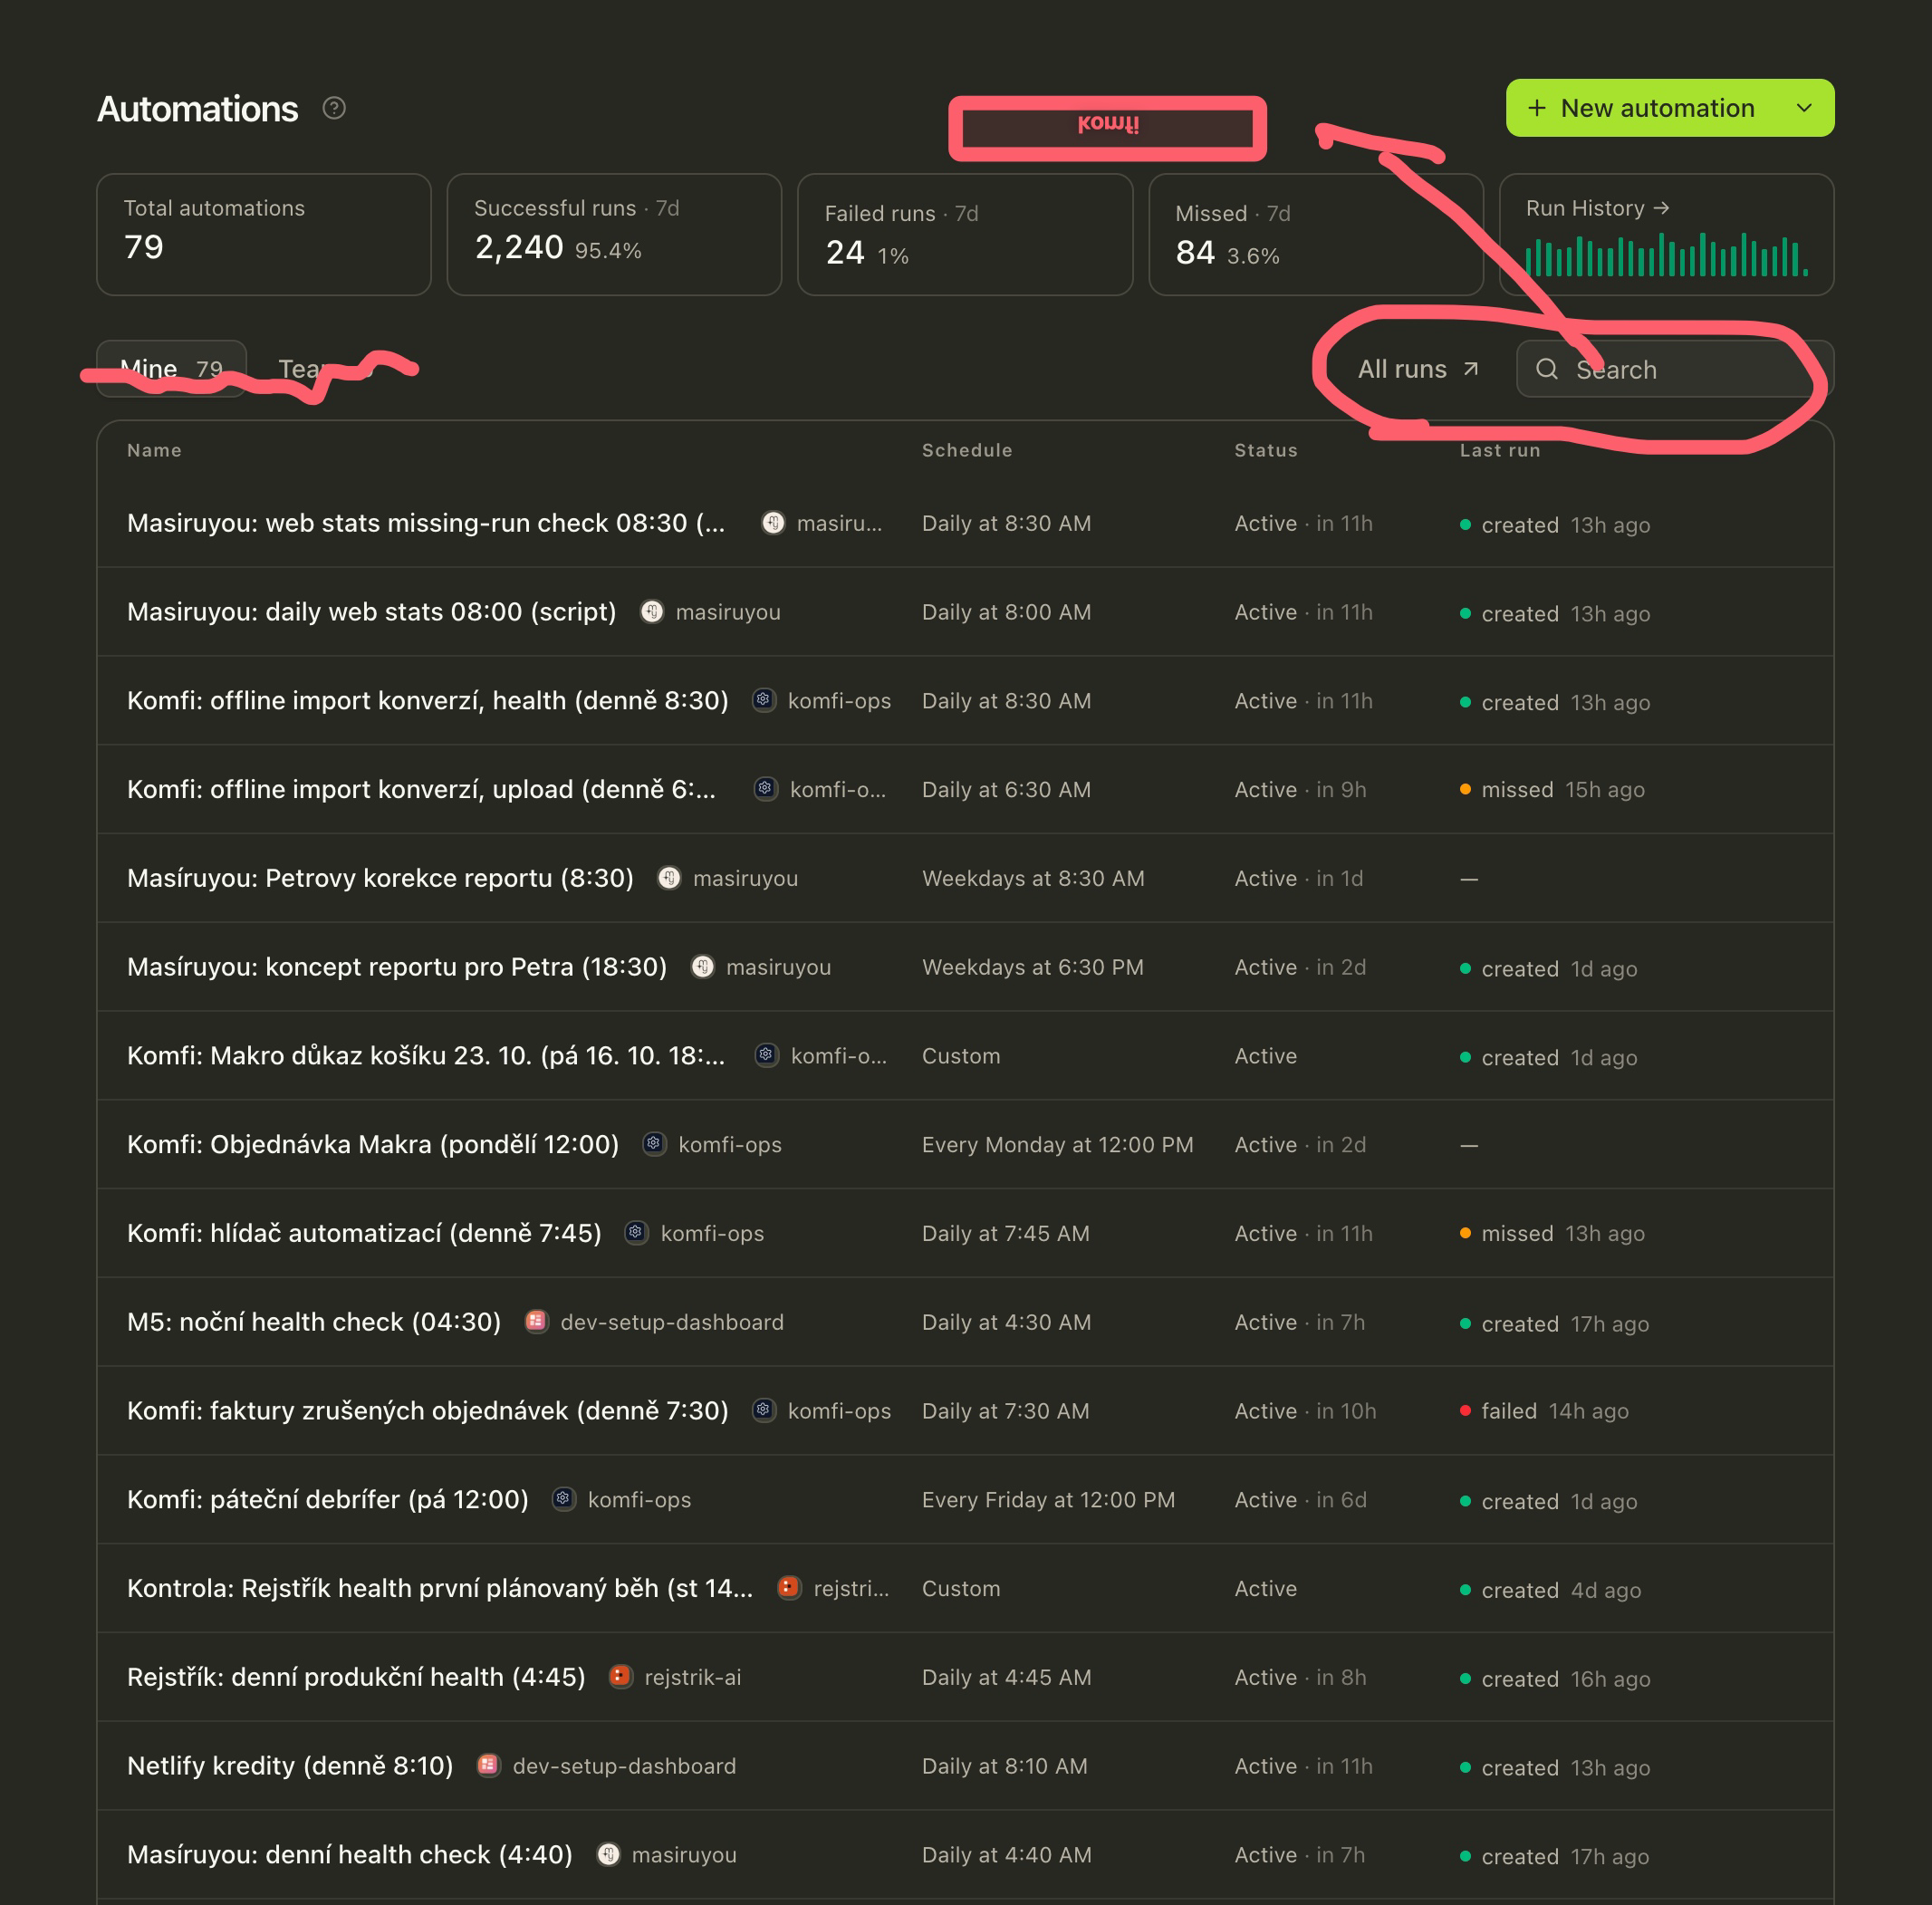 Automations
komfi
+ New automation
Total automations
79
Successful runs · 7d
2,240 95.4%
Failed runs · 7d
24 1%
Missed · 7d
84 3.6%
Run History →
Mine 79
All runs ↗
Search
Name Schedule Status Last run
Masiruyou: web stats missing-run check 08:30 (... masiru... Daily at 8:30 AM Active · in 11h created 13h ago
Masiruyou: daily web stats 08:00 (script) masiruyou Daily at 8:00 AM Active · in 11h created 13h ago
Komfi: offline import konverzí, health (denně 8:30) komfi-ops Daily at 8:30 AM Active · in 11h created 13h ago
Komfi: offline import konverzí, upload (denně 6:... komfi-o... Daily at 6:30 AM Active · in 9h missed 15h ago
Masíruyou: Petrovy korekce reportu (8:30) masiruyou Weekdays at 8:30 AM Active · in 1d —
Masíruyou: koncept reportu pro Petra (18:30) masiruyou Weekdays at 6:30 PM Active · in 2d created 1d ago
Komfi: Makro důkaz košíku 23. 10. (pá 16. 10. 18:... komfi-o... Custom Active created 1d ago
Komfi: Objednávka Makra (pondělí 12:00) komfi-ops Every Monday at 12:00 PM Active · in 2d —
Komfi: hlídač automatizací (denně 7:45) komfi-ops Daily at 7:45 AM Active · in 11h missed 13h ago
M5: noční health check (04:30) dev-setup-dashboard Daily at 4:30 AM Active · in 7h created 17h ago
Komfi: faktury zrušených objednávek (denně 7:30) komfi-ops Daily at 7:30 AM Active · in 10h failed 14h ago
Komfi: páteční debrífer (pá 12:00) komfi-ops Every Friday at 12:00 PM Active · in 6d created 1d ago
Kontrola: Rejstřík health první plánovaný běh (st 14... rejstri... Custom Active created 4d ago
Rejstřík: denní produkční health (4:45) rejstrik-ai Daily at 4:45 AM Active · in 8h created 16h ago
Netlify kredity (denně 8:10) dev-setup-dashboard Daily at 8:10 AM Active · in 11h created 13h ago
Masíruyou: denní health check (4:40) masiruyou Daily at 4:40 AM Active · in 7h created 17h ago